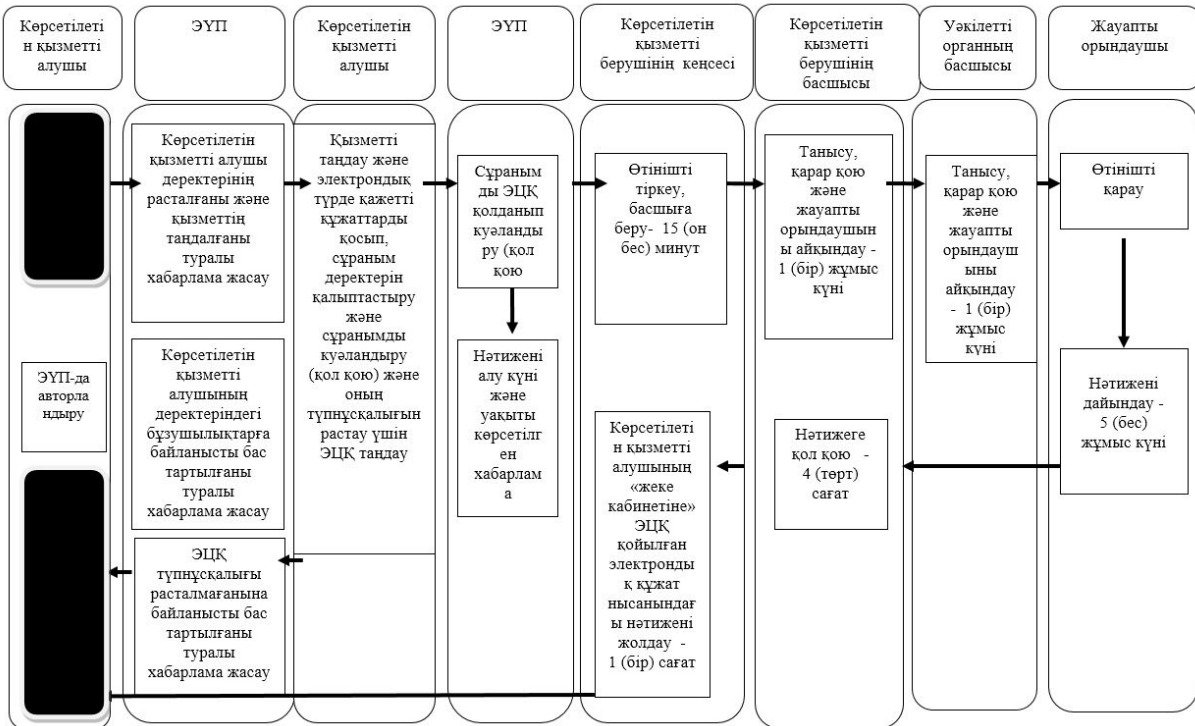 Көрсетілеті
н қызметті
алушы
ЭҮП
Көрсетілетін
қызметті
алушы
ЭҮП
Көрсетілетін
қызметті
берушінің кеңсесі
Көрсетілетін
қызметті
берушінің
басшысы
Уәкілетті
органның
басшысы
Жауапты
орындаушы
ЭҮП-да
авторла
ндыру
Көрсетілетін
қызметті алушы
деректерінің
расталғаны және
қызметтің
таңдалғаны
туралы
хабарлама жасау
Көрсетілетін
қызметті
алушының
деректеріндегі
бұзушылықтарға
байланысты бас
тартылғаны
туралы
хабарлама жасау
ЭЦҚ
түпнұсқалығы
расталмағанына
байланысты бас
тартылғаны
туралы
хабарлама жасау
Қызметті
таңдау және
электрондық
түрде қажетті
құжаттарды
қосып,
сұраным
деректерін
қалыптастыру
және
сұранымды
куәландыру
(қол қою) және
оның
түпнұсқалығын
растау үшін
ЭЦҚ таңдау
Сұраным
ды ЭЦҚ
қолданып
куәланды
ру (қол
қою
Нәтижені
алу күні
және
уақыты
көрсетілг
ен
хабарлам
а
Өтінішті
тіркеу,
басшыға
беру- 15 (он
бес) минут
Көрсетілеті
н қызметті
алушының
«жеке
кабинетіне»
ЭЦҚ
қойылған
электронды
қ құжат
нысанындағ
ы нәтижені
жолдау -
1 (бір) сағат
Танысу,
қарар қою
және
жауапты
орындаушын
ы айқындау -
1 (бір) жұмыс
күні
Нәтижеге
қол қою -
4 (төрт)
сағат
Танысу,
қарар қою
және
жауапты
орындауш
ыны
айқындау
- 1 (бір)
жұмыс
күні
Өтінішті
қарау
Нәтижені
дайындау -
5 (бес)
жұмыс күні